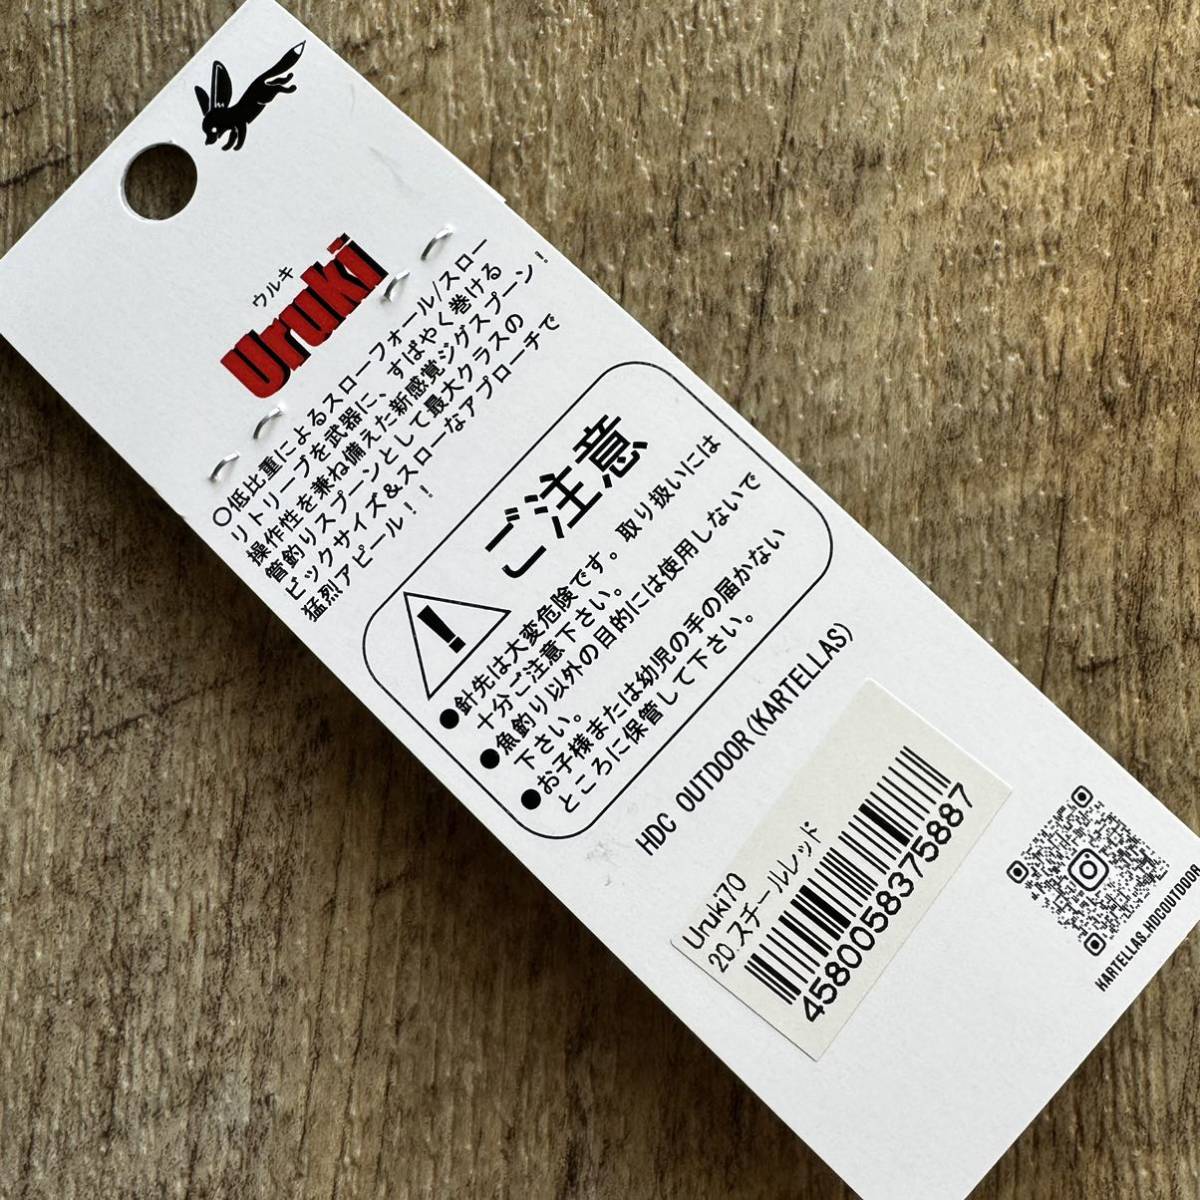 ウルキ
Uruki
○低比重によるスローフォール/スロー
リトリーブを武器に、すばやく巻ける
操作性を兼ね備えた新感覚ジグスプーン!
管釣りスプーンとして最大クラスの
ビックサイズ&スローなアプローチで
猛烈アピール!!
ご注意
●針先は大変危険です。取り扱いには
十分ご注意下さい。
●魚釣り以外の目的には使用しないで
下さい。
●お子様または幼児の手の届かない
ところに保管して下さい。
HDC OUTDOOR(KARTELLAS)
Uruki70
20.スチールレッド
4580058375887
KARTELLAS.HDCOUTDOOR